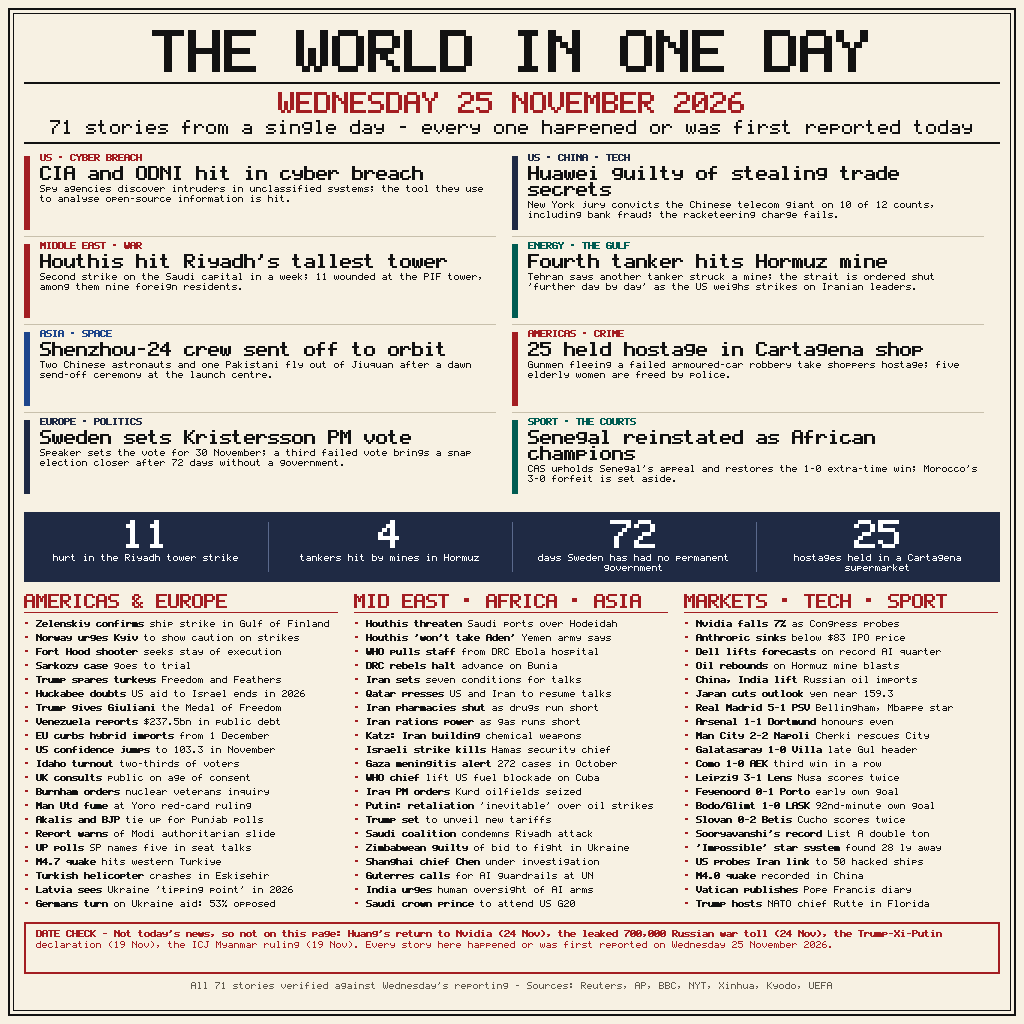 THE WORLD IN ONE DAY
WEDNESDAY 25 NOVEMBER 2026
71 stories from a single day - every one happened or was first reported today
US · CYBER BREACH
CIA and ODNI hit in cyber breach
Spy agencies discover intruders in unclassified systems; the tool they use
to analyse open-source information is hit.
US · CHINA · TECH
Huawei guilty of stealing trade
secrets
New York jury convicts the Chinese telecom giant on 10 of 12 counts,
including bank fraud; the racketeering charge fails.
MIDDLE EAST · WAR
Houthis hit Riyadh's tallest tower
Second strike on the Saudi capital in a week; 11 wounded at the PIF tower,
among them nine foreign residents.
ENERGY · THE GULF
Fourth tanker hits Hormuz mine
Tehran says another tanker struck a mine; the strait is ordered shut
'further day by day' as the US weighs strikes on Iranian leaders.
ASIA · SPACE
Shenzhou-24 crew sent off to orbit
Two Chinese astronauts and one Pakistani fly out of Jiuquan after a dawn
send-off ceremony at the launch centre.
AMERICAS · CRIME
25 held hostage in Cartagena shop
Gunmen fleeing a failed armoured-car robbery take shoppers hostage; five
elderly women are freed by police.
EUROPE · POLITICS
Sweden sets Kristersson PM vote
Speaker sets the vote for 30 November; a third failed vote brings a snap
election closer after 72 days without a government.
SPORT · THE COURTS
Senegal reinstated as African
champions
CAS upholds Senegal's appeal and restores the 1-0 extra-time win; Morocco's
3-0 forfeit is set aside.
11
hurt in the Riyadh tower strike
4
tankers hit by mines in Hormuz
72
days Sweden has had no permanent
government
25
hostages held in a Cartagena
supermarket
AMERICAS & EUROPE
· Zelenskiy confirms ship strike in Gulf of Finland
· Norway urges Kyiv to show caution on strikes
· Fort Hood shooter seeks stay of execution
· Sarkozy case goes to trial
· Trump spares turkeys Freedom and Feathers
· Huckabee doubts US aid to Israel ends in 2026
· Trump gives Giuliani the Medal of Freedom
· Venezuela reports $237.5bn in public debt
· EU curbs hybrid imports from 1 December
· US confidence jumps to 103.3 in November
· Idaho turnout two-thirds of voters
· UK consults public on age of consent
· Burnham orders nuclear veterans inquiry
· Man Utd fume at Yoro red-card ruling
· Akalis and BJP tie up for Punjab polls
· Report warns of Modi authoritarian slide
· UP polls SP names five in seat talks
· M4.7 quake hits western Turkiye
· Turkish helicopter crashes in Eskisehir
· Latvia sees Ukraine 'tipping point' in 2026
· Germans turn on Ukraine aid: 53% opposed
MID EAST · AFRICA · ASIA
· Houthis threaten Saudi ports over Hodeidah
· Houthis 'won't take Aden' Yemen army says
· WHO pulls staff from DRC Ebola hospital
· DRC rebels halt advance on Bunia
· Iran sets seven conditions for talks
· Qatar presses US and Iran to resume talks
· Iran pharmacies shut as drugs run short
· Iran rations power as gas runs short
· Katz: Iran building chemical weapons
· Israeli strike kills Hamas security chief
· Gaza meningitis alert 272 cases in October
· WHO chief lift US fuel blockade on Cuba
· Iraq PM orders Kurd oilfields seized
· Putin: retaliation 'inevitable' over oil strikes
· Trump set to unveil new tariffs
· Saudi coalition condemns Riyadh attack
· Zimbabwean guilty of bid to fight in Ukraine
· Shanghai chief Chen under investigation
· Guterres calls for AI guardrails at UN
· India urges human oversight of AI arms
· Saudi crown prince to attend US G20
MARKETS · TECH · SPORT
· Nvidia falls 7% as Congress probes
· Anthropic sinks below $83 IPO price
· Dell lifts forecasts on record AI quarter
· Oil rebounds on Hormuz mine blasts
· China, India lift Russian oil imports
· Japan cuts outlook yen near 159.3
· Real Madrid 5-1 PSV Bellingham, Mbappe star
· Arsenal 1-1 Dortmund honours even
· Man City 2-2 Napoli Cherki rescues City
· Galatasaray 1-0 Villa late Gul header
· Como 1-0 AEK third win in a row
· Leipzig 3-1 Lens Nusa scores twice
· Feyenoord 0-1 Porto early own goal
· Bodo/Glimt 1-0 LASK 92nd-minute own goal
· Slovan 0-2 Betis Cucho scores twice
· Sooryavanshi's record List A double ton
· 'Impossible' star system found 28 ly away
· US probes Iran link to 50 hacked ships
· M4.0 quake recorded in China
· Vatican publishes Pope Francis diary
· Trump hosts NATO chief Rutte in Florida
DATE CHECK - Not today's news, so not on this page: Huang's return to Nvidia (24 Nov), the leaked 700,000 Russian war toll (24 Nov), the Trump-Xi-Putin
declaration (19 Nov), the ICJ Myanmar ruling (19 Nov). Every story here happened or was first reported on Wednesday 25 November 2026.
All 71 stories verified against Wednesday's reporting - Sources: Reuters, AP, BBC, NYT, Xinhua, Kyodo, UEFA